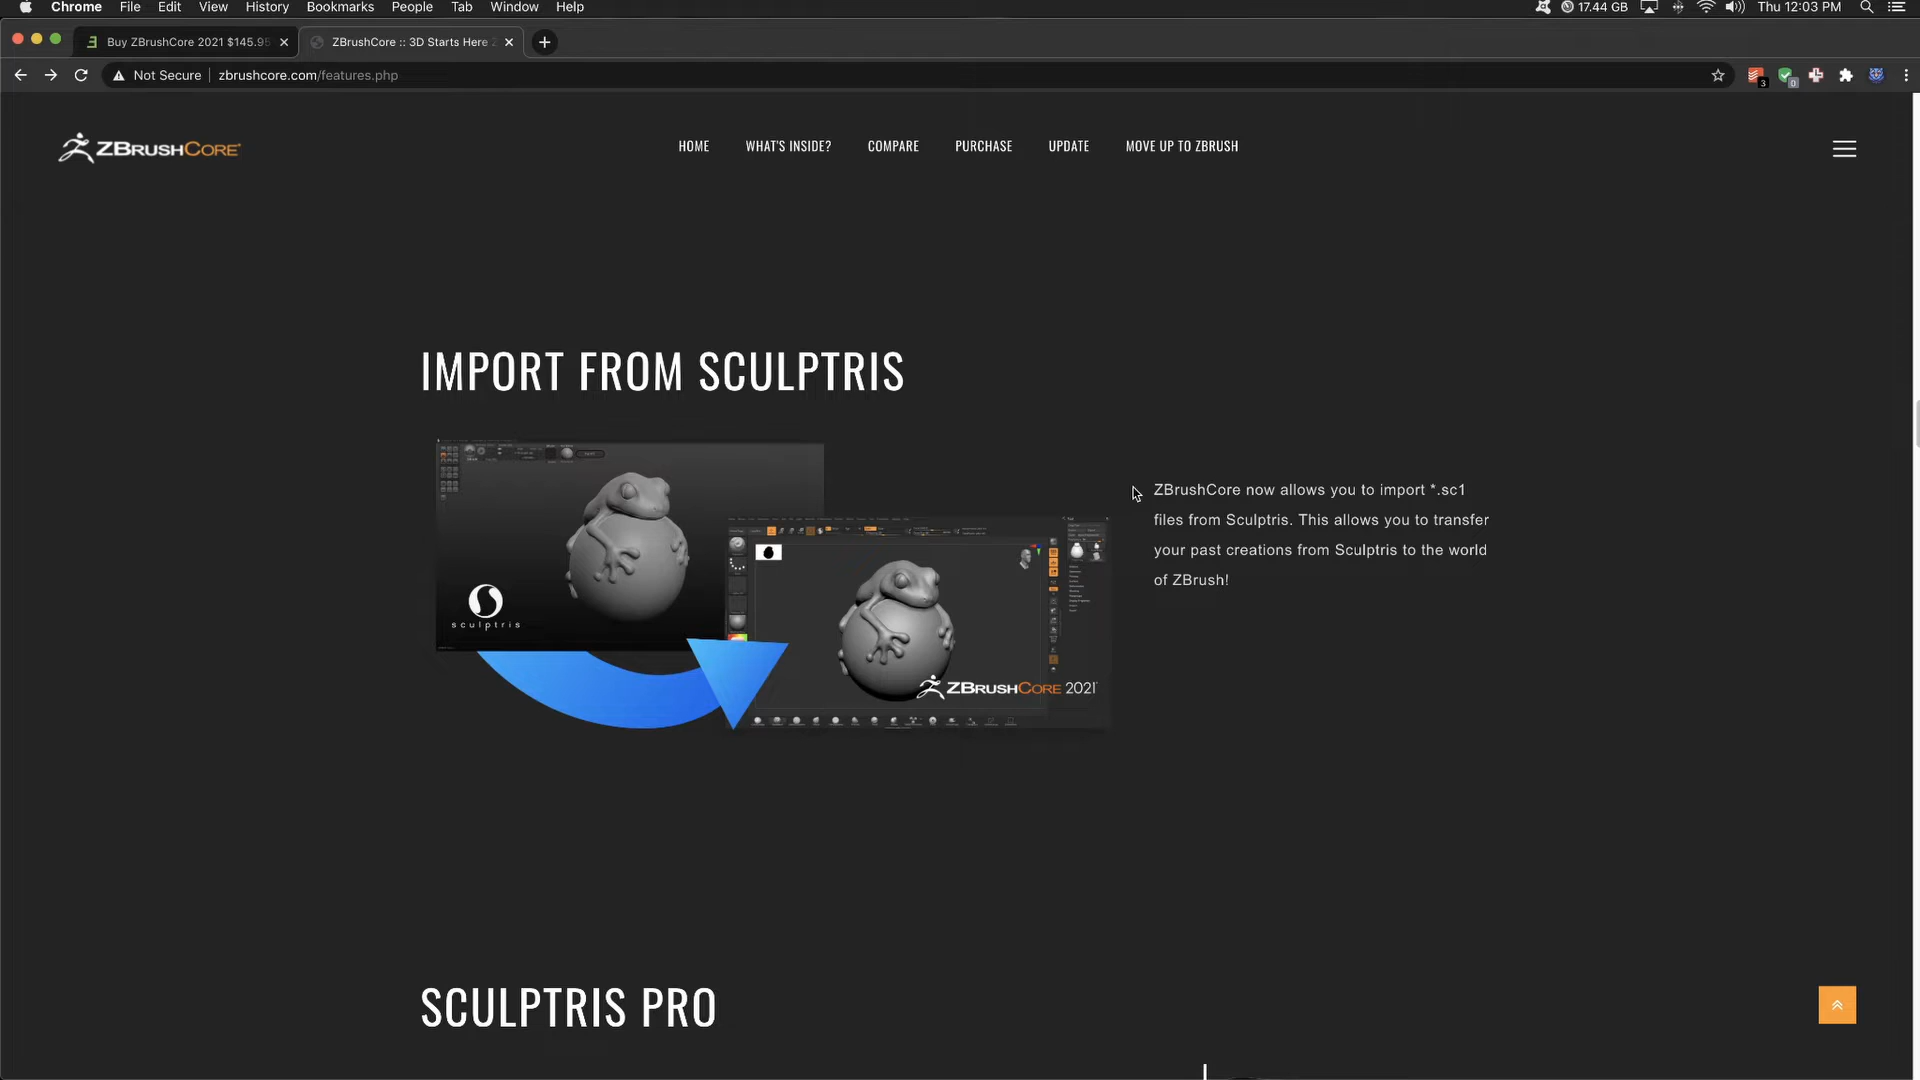 Chrome File Edit View History Bookmarks People Tab Window Help 17.44 GB Thu 12:03 PM
Buy ZBrushCore 2021 $145.95 ZBrushCore :: 3D Starts Here
Not Secure zbrushcore.com/features.php 3 0
ZBRUSHCORE HOME WHAT'S INSIDE? COMPARE PURCHASE UPDATE MOVE UP TO ZBRUSH
IMPORT FROM SCULPTRIS
sculptris
ZBRUSHCORE 2021
ZBrushCore now allows you to import *.sc1
files from Sculptris. This allows you to transfer
your past creations from Sculptris to the world
of ZBrush!
SCULPTRIS PRO